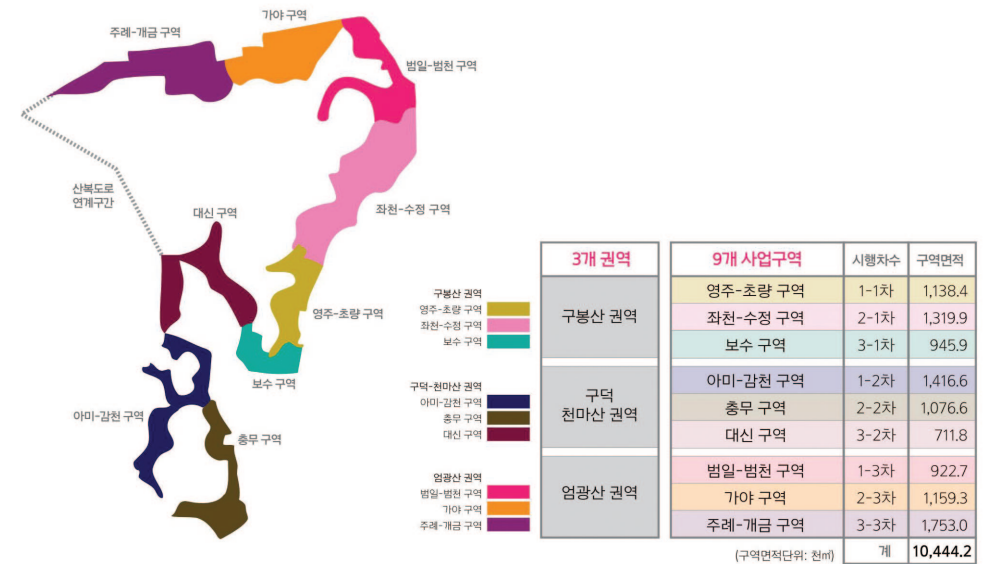 가야 구역
주례-개금 구역
범일-범천 구역
산복도로
연계구간
대신 구역
좌천-수정 구역
영주-초량 구역
보수 구역
아미-감천 구역
충무 구역
구봉산 권역
영주-초량 구역
좌천-수정 구역
보수 구역
구덕-천마산 권역
아미-감천 구역
충무 구역
대신 구역
엄광산 권역
범일-범천 구역
가야 구역
주례-개금 구역
3개 권역
구봉산 권역
구덕
천마산 권역
엄광산 권역
9개 사업구역 시행차수 구역면적
영주-초량 구역 1-1차 1,138.4
좌천-수정 구역 2-1차 1,319.9
보수 구역 3-1차 945.9
아미-감천 구역 1-2차 1,416.6
충무 구역 2-2차 1,076.6
대신 구역 3-2차 711.8
범일-범천 구역 1-3차 922.7
가야 구역 2-3차 1,159.3
주례-개금 구역 3-3차 1,753.0
(구역면적단위: 천㎡) 계 10,444.2